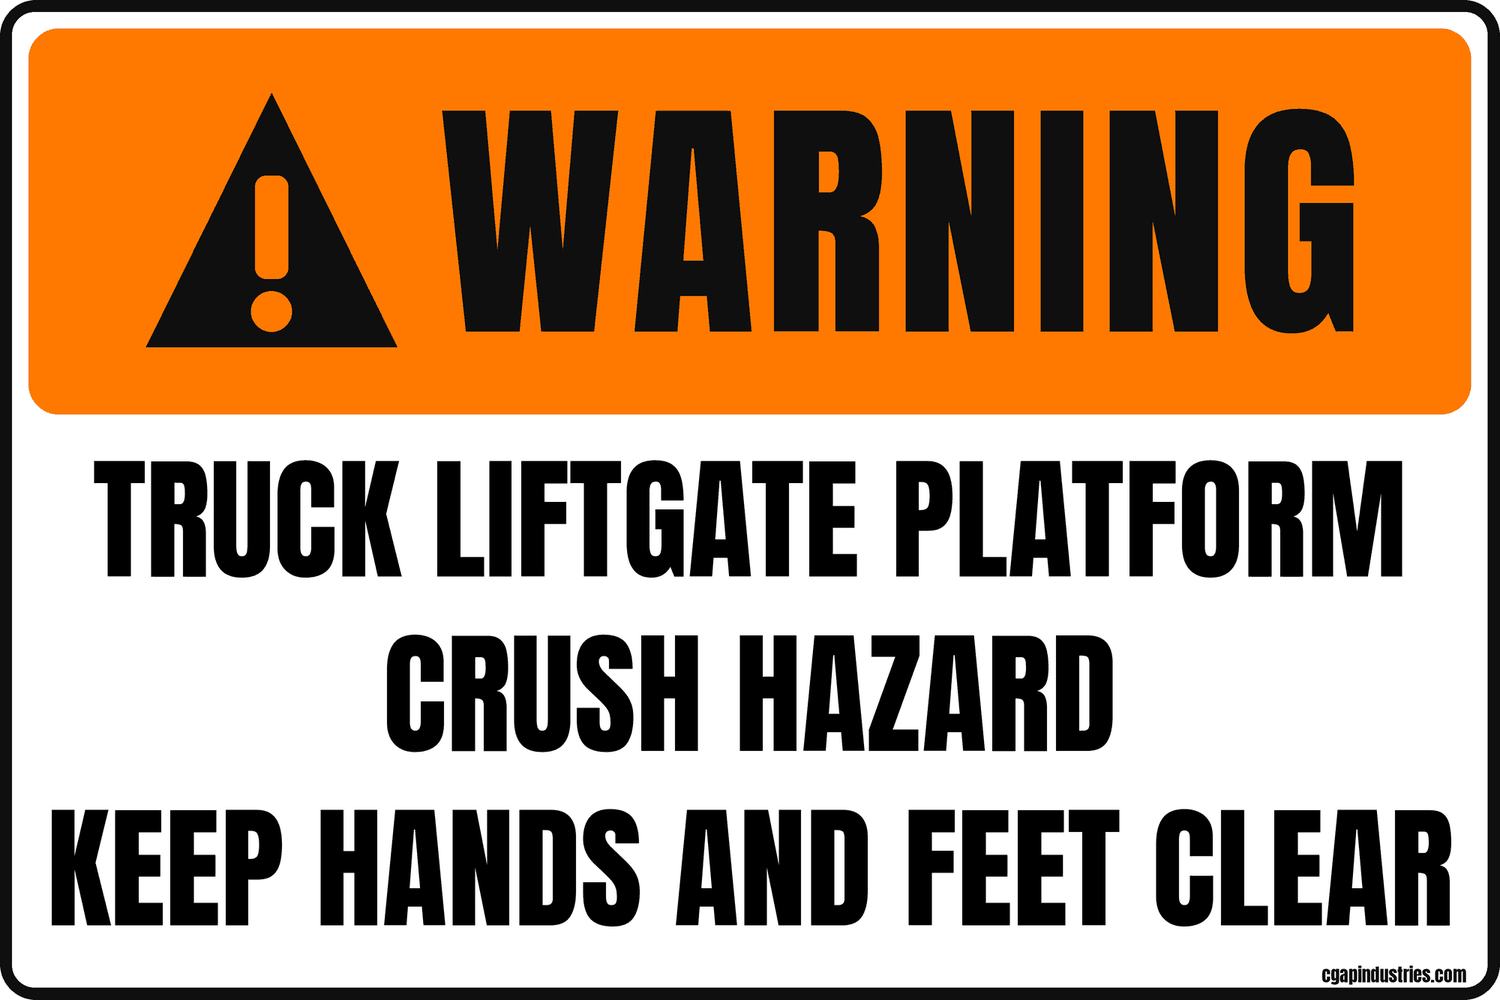 WARNING
TRUCK LIFTGATE PLATFORM
CRUSH HAZARD
KEEP HANDS AND FEET CLEAR
cgapindustries.com